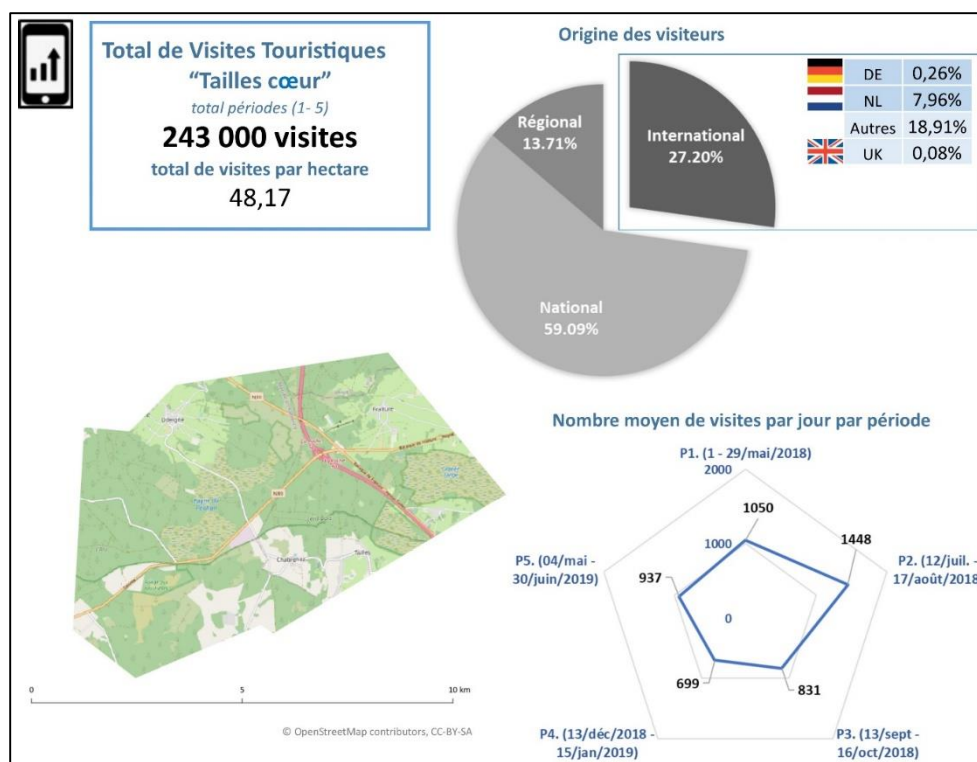 Total de Visites Touristiques
“Tailles cœur”
total périodes (1- 5)
243 000 visites
total de visites par hectare
48,17
Origine des visiteurs
Régional
13.71%
International
27.20%
National
59.09%
DE 0,26%
NL 7,96%
Autres 18,91%
UK 0,08%
0 5 10 km
© OpenStreetMap contributors, CC-BY-SA
Nombre moyen de visites par jour par période
P1. (1 - 29/mai/2018)
2000
1050
1000
1448
P5. (04/mai -
30/juin/2019)
937
P2. (12/juil. -
17/août/2018
0
699
831
P4. (13/déc/2018 -
15/jan/2019)
P3. (13/sept -
16/oct/2018)